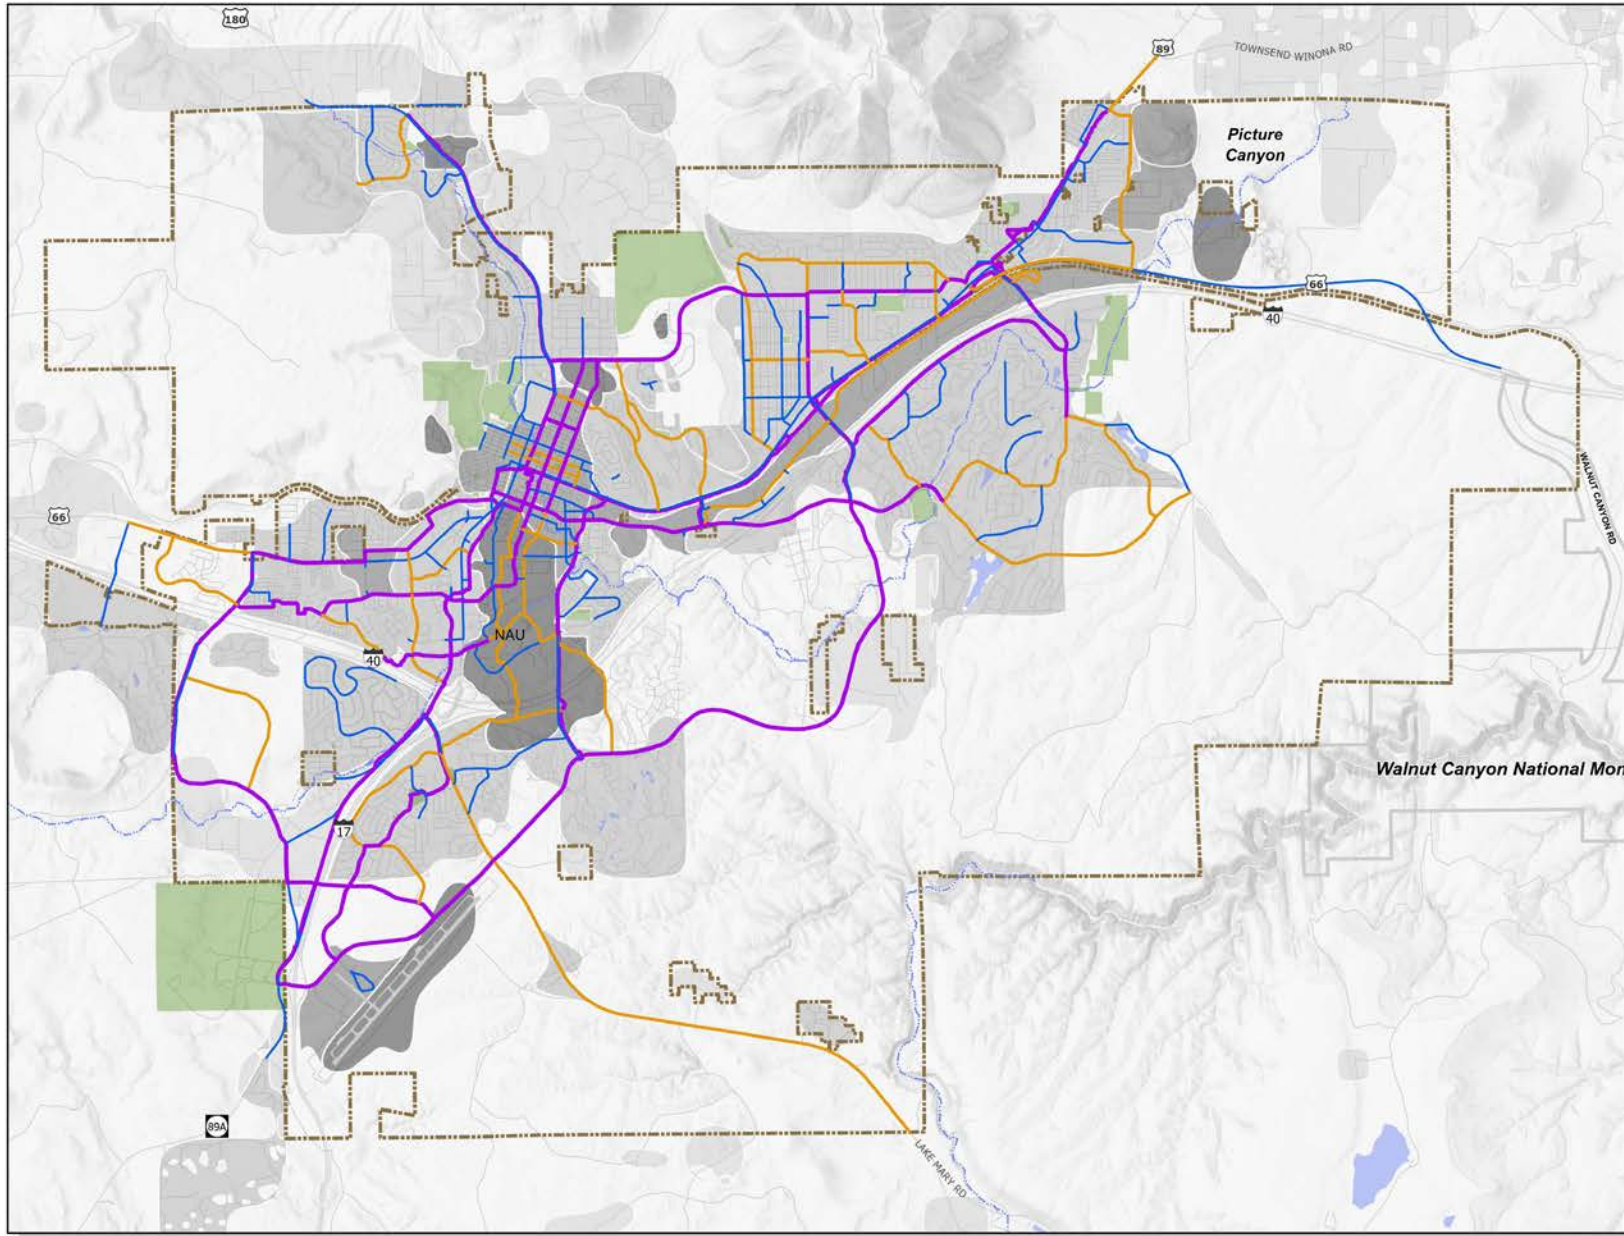 180
89
TOWNSEND WINONA RD
Picture
Canyon
66
40
WALNUT CANYON RD
66
NAU
40
Walnut Canyon National Mon
17
89A
LAKE MARY RD